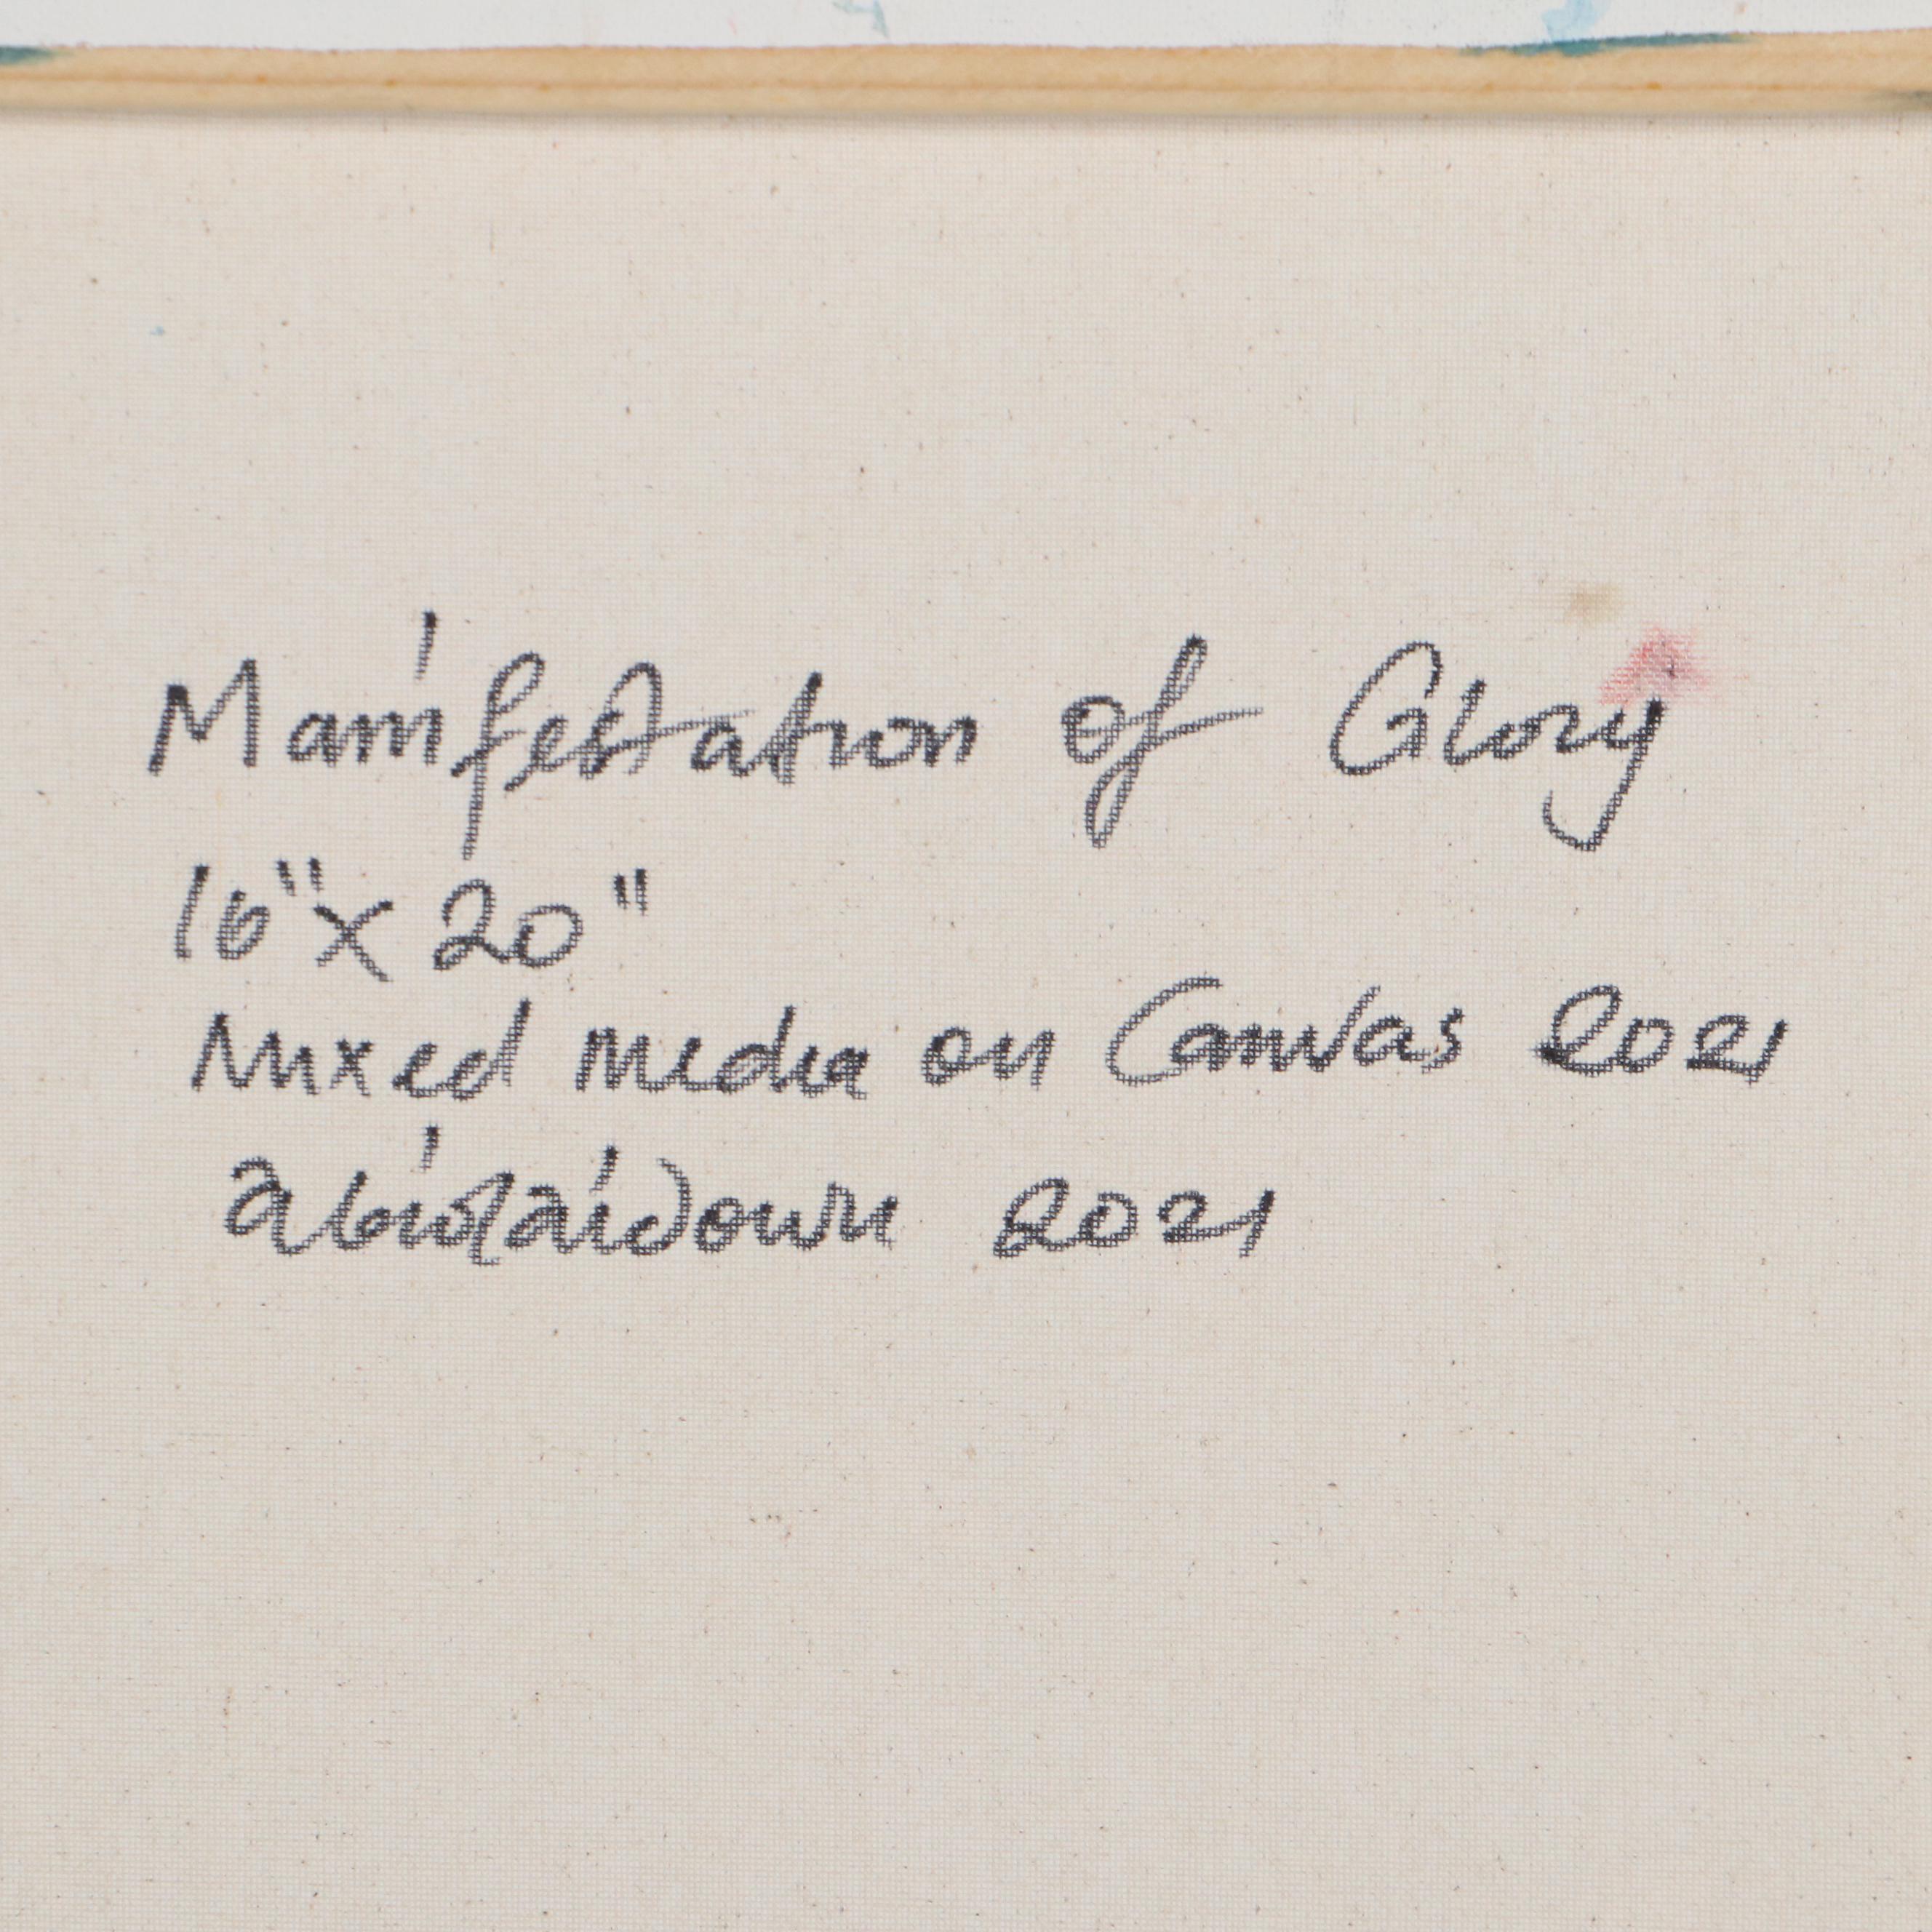 Manifestation of Glory
16" x 20"
Mixed media on Canvas 2021
2021